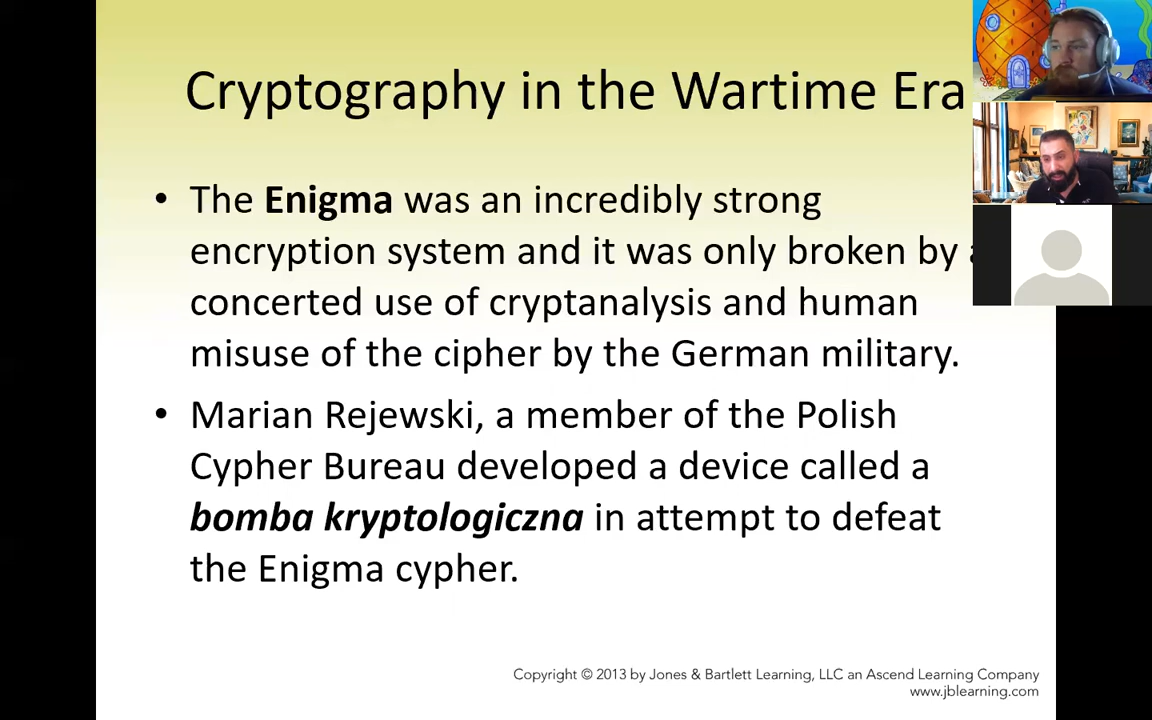 Cryptography in the Wartime Era
• The Enigma was an incredibly strong
encryption system and it was only broken by
concerted use of cryptanalysis and human
misuse of the cipher by the German military.
• Marian Rejewski, a member of the Polish
Cypher Bureau developed a device called a
bomba kryptologiczna in attempt to defeat
the Enigma cypher.
Copyright © 2013 by Jones & Bartlett Learning, LLC an Ascend Learning Company
www.jblearning.com